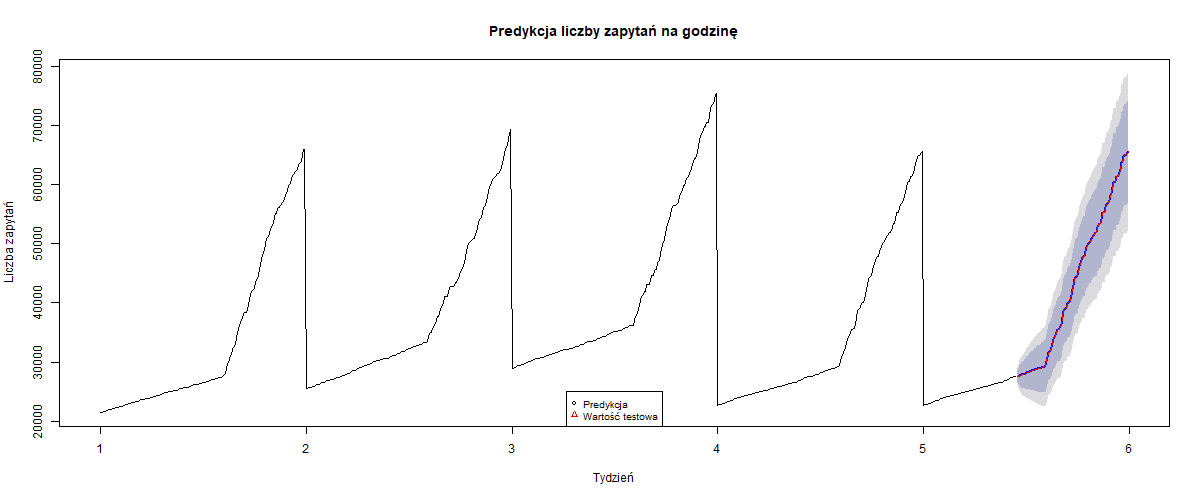 Predykcja liczby zapytań na godzinę
Liczba zapytań
80000
70000
60000
50000
40000
30000
20000
Predykcja
Wartość testowa
1 2 3 4 5 6
Tydzień